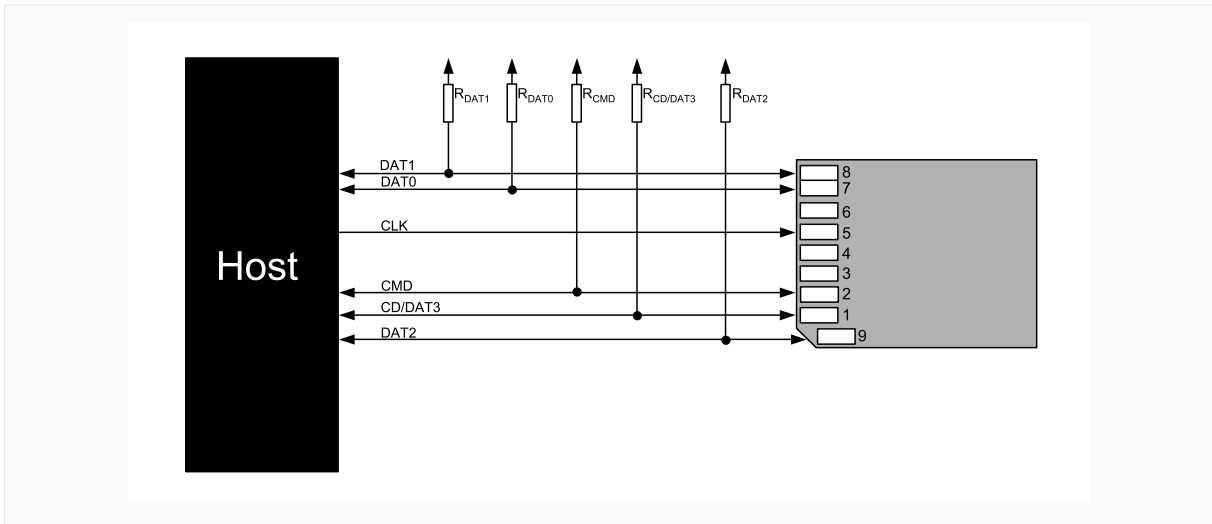 R_DAT1 R_DAT0 R_CMD R_CD/DAT3 R_DAT2
DAT1
8
DAT0
7
6
CLK
5
4
Host
3
CMD
2
CD/DAT3
1
DAT2
9